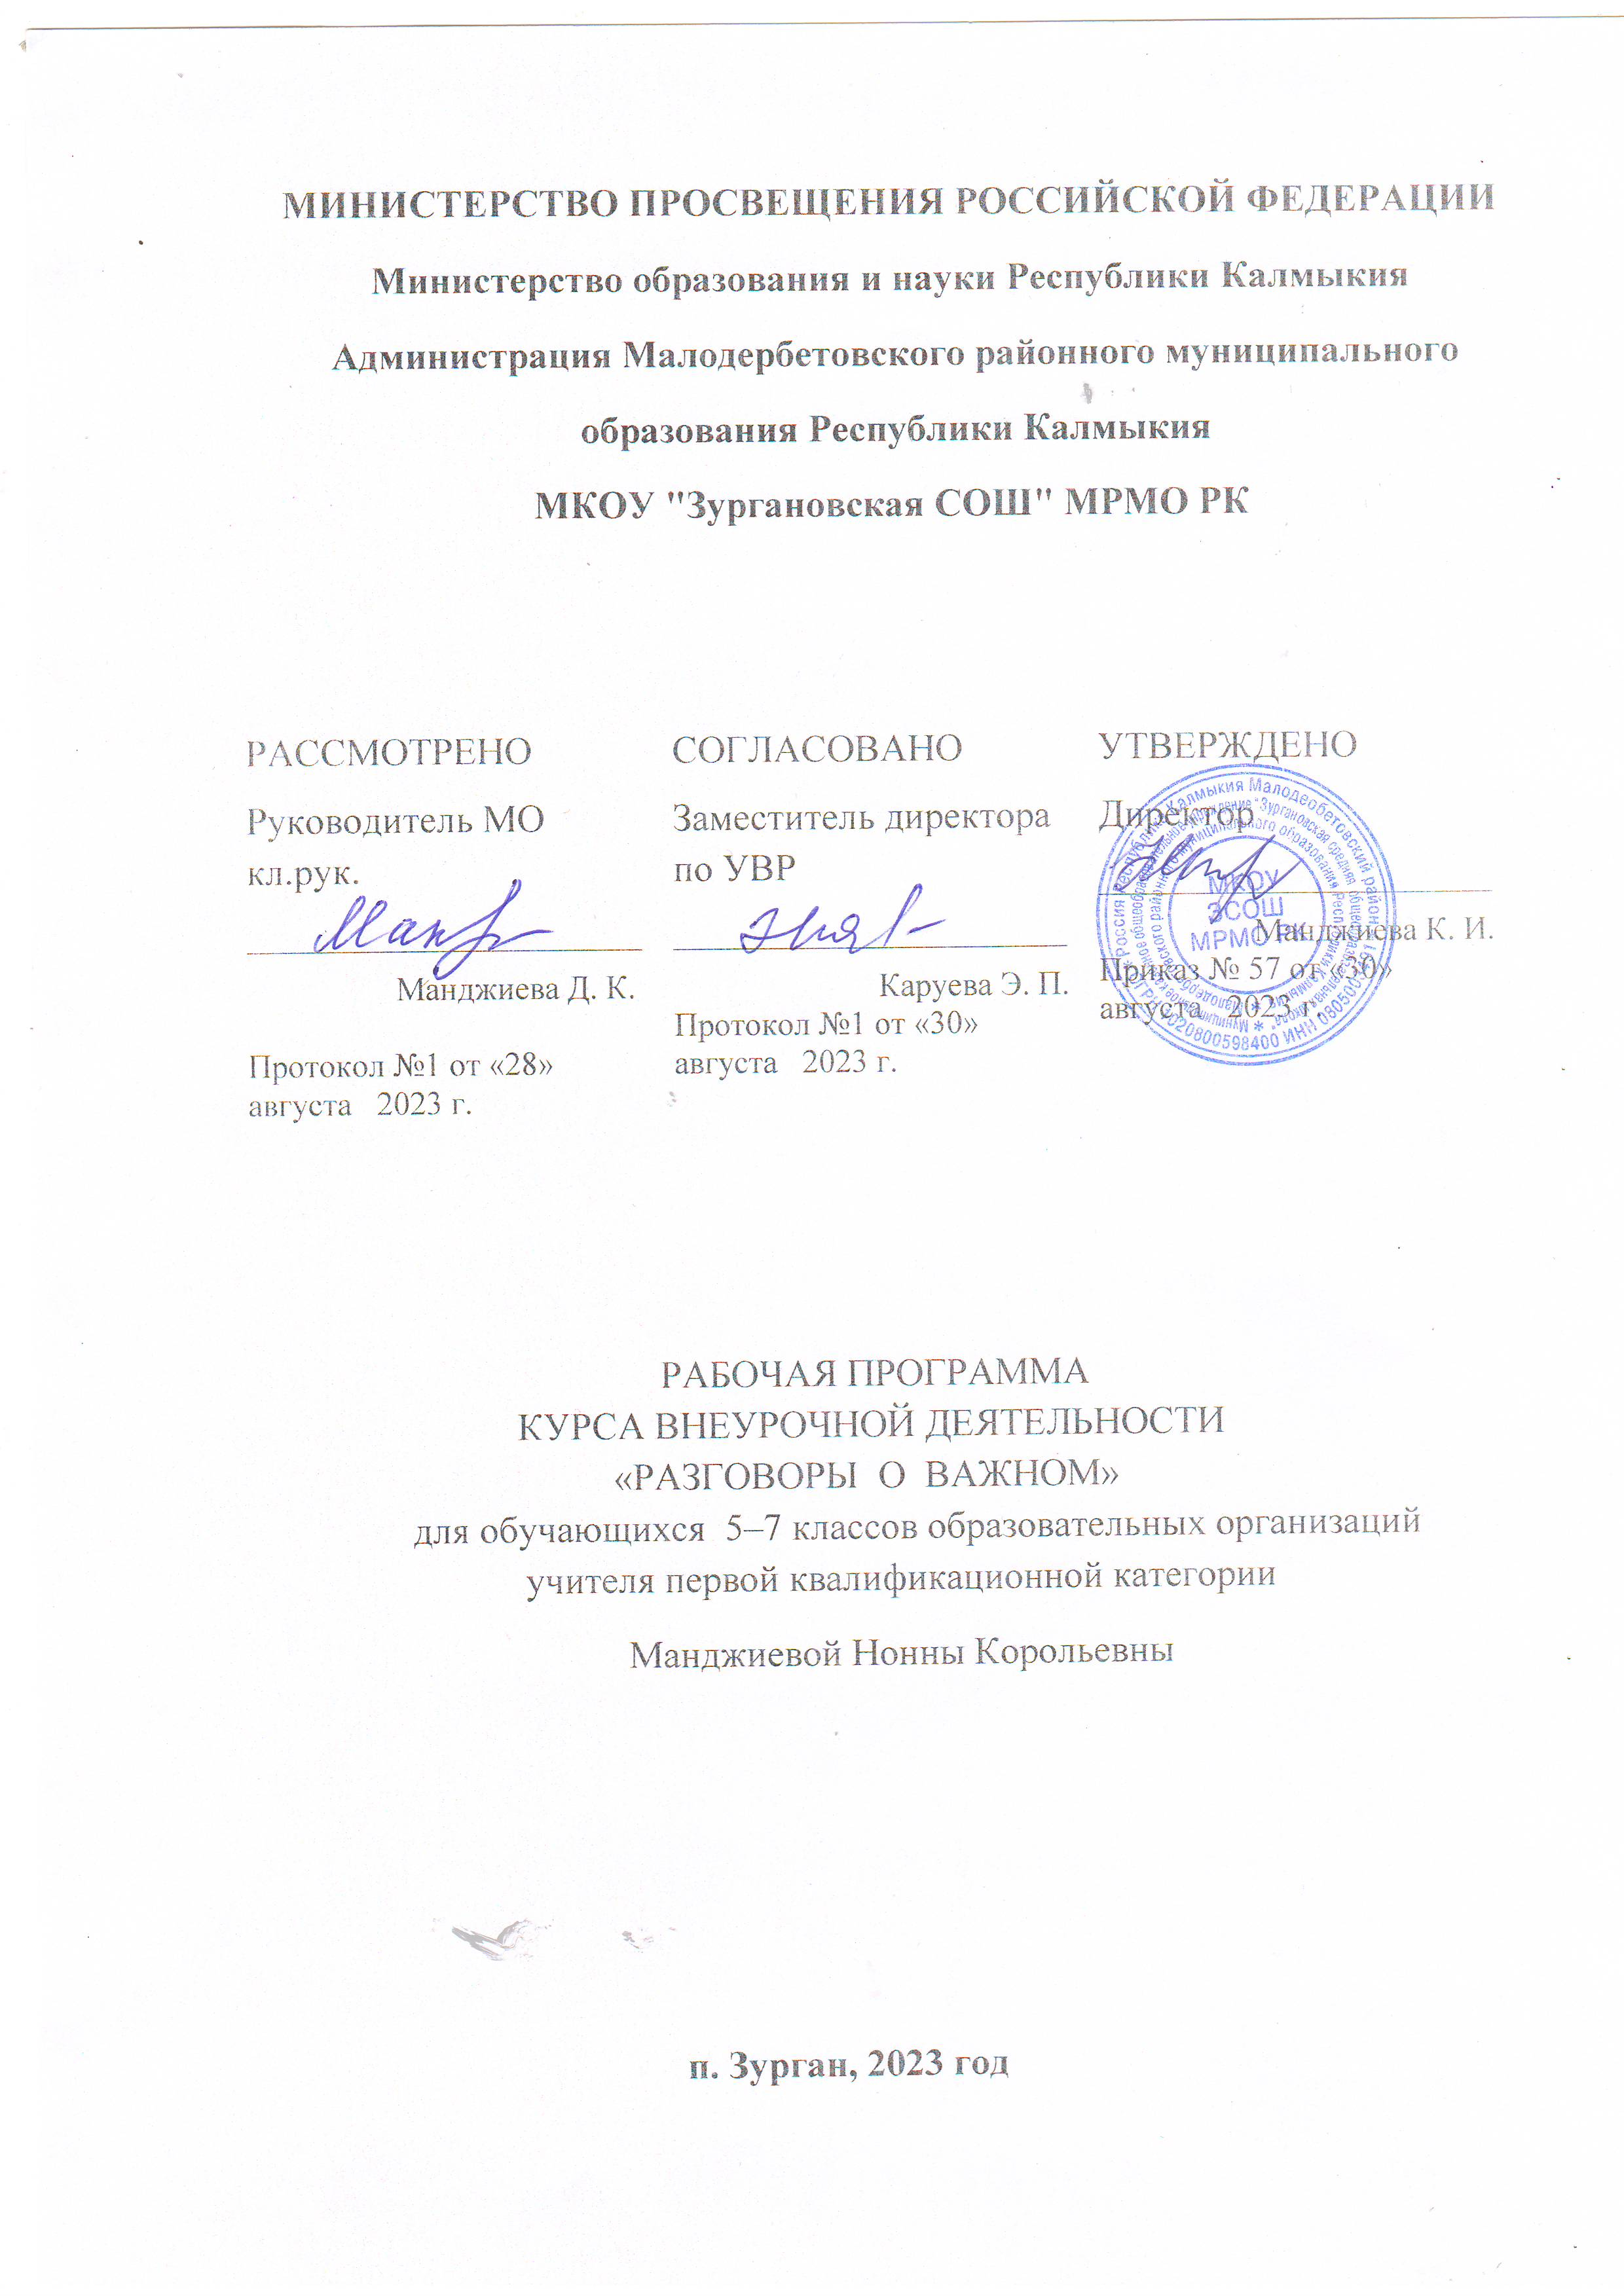 МИНИСТЕРСТВО ПРОСВЕЩЕНИЯ РОССИЙСКОЙ ФЕДЕРАЦИИ
Министерство образования и науки Республики Калмыкия
Администрация Малодербетовского районного муниципального
образования Республики Калмыкия
МКОУ "Зургановская СОШ" МРМО РК
РАССМОТРЕНО
Руководитель МО
кл.рук.
Манджиева Д. К.
Протокол №1 от «28»
августа 2023 г.
СОГЛАСОВАНО
Заместитель директора
по УВР
Каруева Э. П.
Протокол №1 от «30»
августа 2023 г.
УТВЕРЖДЕНО
Директор
Манджиева К. И.
Приказ № 57 от «30»
августа 2023 г.
МКОУ
ЗСОШ
МРМО РК
РАБОЧАЯ ПРОГРАММА
КУРСА ВНЕУРОЧНОЙ ДЕЯТЕЛЬНОСТИ
«РАЗГОВОРЫ О ВАЖНОМ»
для обучающихся 5–7 классов образовательных организаций
учителя первой квалификационной категории
Манджиевой Нонны Корольевны
п. Зурган, 2023 год